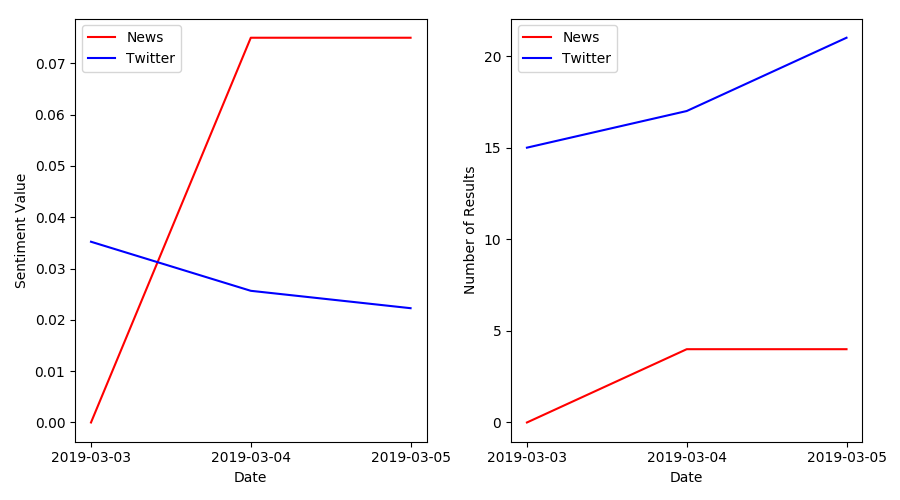 News
Twitter
0.07
0.06
0.05
0.04
0.03
0.02
0.01
0.00
Sentiment Value
2019-03-03 2019-03-04 2019-03-05
Date
News
Twitter
20
15
10
5
0
Number of Results
2019-03-03 2019-03-04 2019-03-05
Date